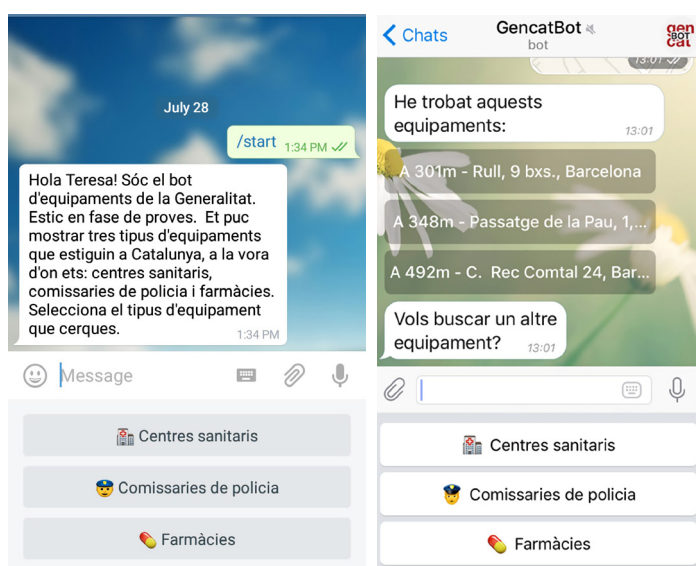 July 28
/start 1:34 PM
Hola Teresa! Sóc el bot
d'equipaments de la Generalitat.
Estic en fase de proves.  Et puc
mostrar tres tipus d'equipaments
que estiguin a Catalunya, a la vora
d'on ets: centres sanitaris,
comissaries de policia i farmàcies.
Selecciona el tipus d'equipament
que cerques.
1:34 PM
Message
Centres sanitaris
Comissaries de policia
Farmàcies
Chats
GencatBot
bot
gen
BOT
cat
13:01
He trobat aquests
equipaments:
13:01
A 301m - Rull, 9 bxs., Barcelona
A 348m - Passatge de la Pau, 1,...
A 492m - C.  Rec Comtal 24, Bar...
Vols buscar un altre
equipament? 13:01
Centres sanitaris
Comissaries de policia
Farmàcies